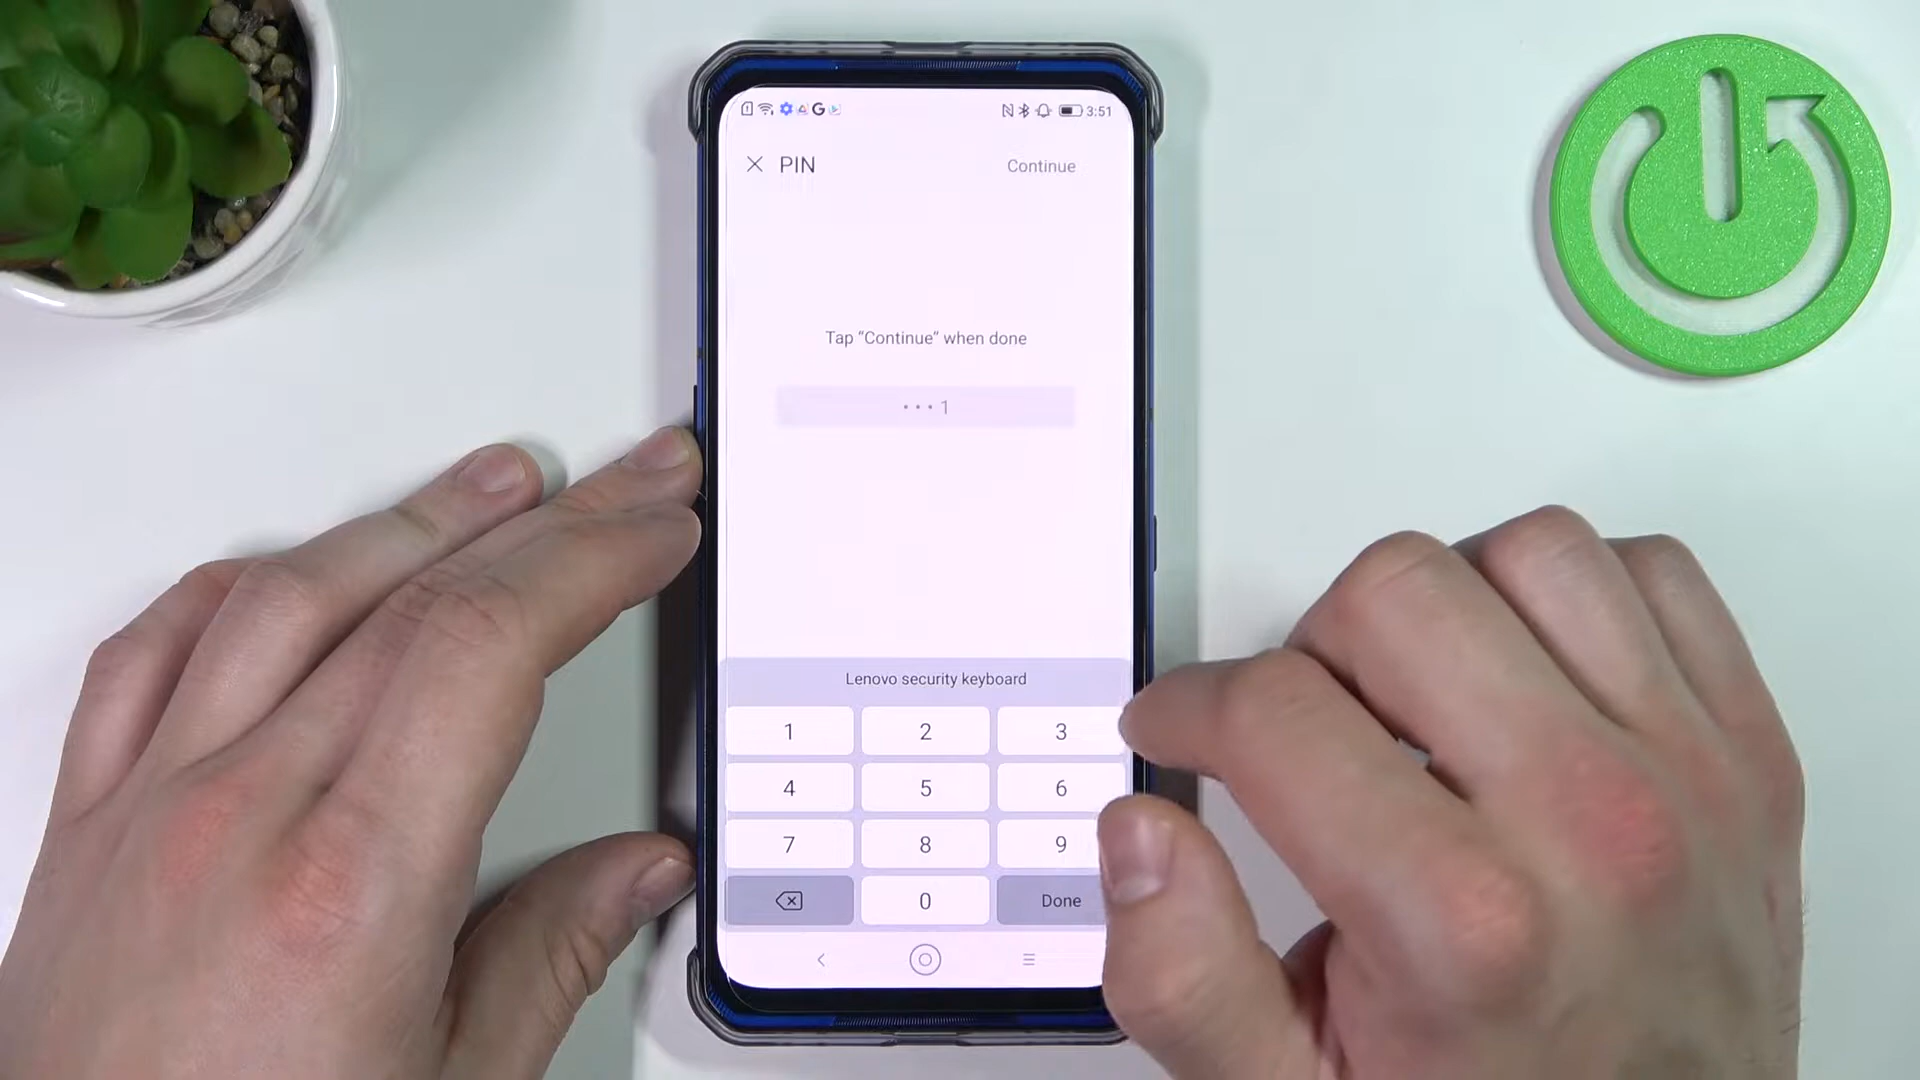 3:51
PIN
Continue
Tap “Continue” when done
•••1
Lenovo security keyboard
1 2 3
4 5 6
7 8 9
0 Done